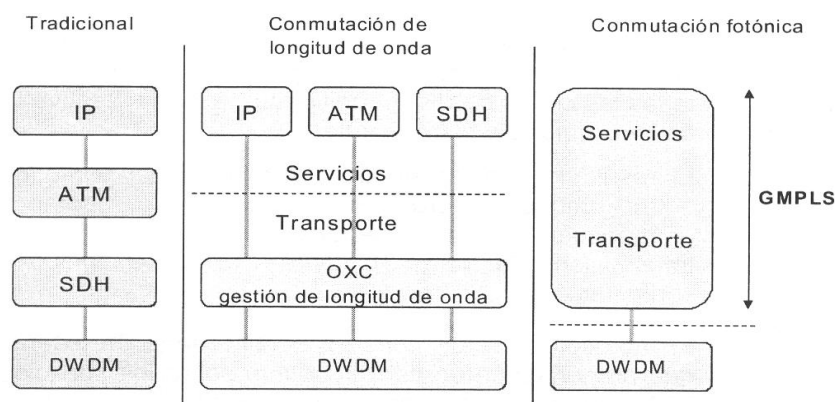 Tradicional
IP
ATM
SDH
DWDM
Conmutación de
longitud de onda
IP ATM SDH
Servicios
Transporte
OXC
gestión de longitud de onda
DWDM
Conmutación fotónica
Servicios
Transporte
GMPLS
DWDM